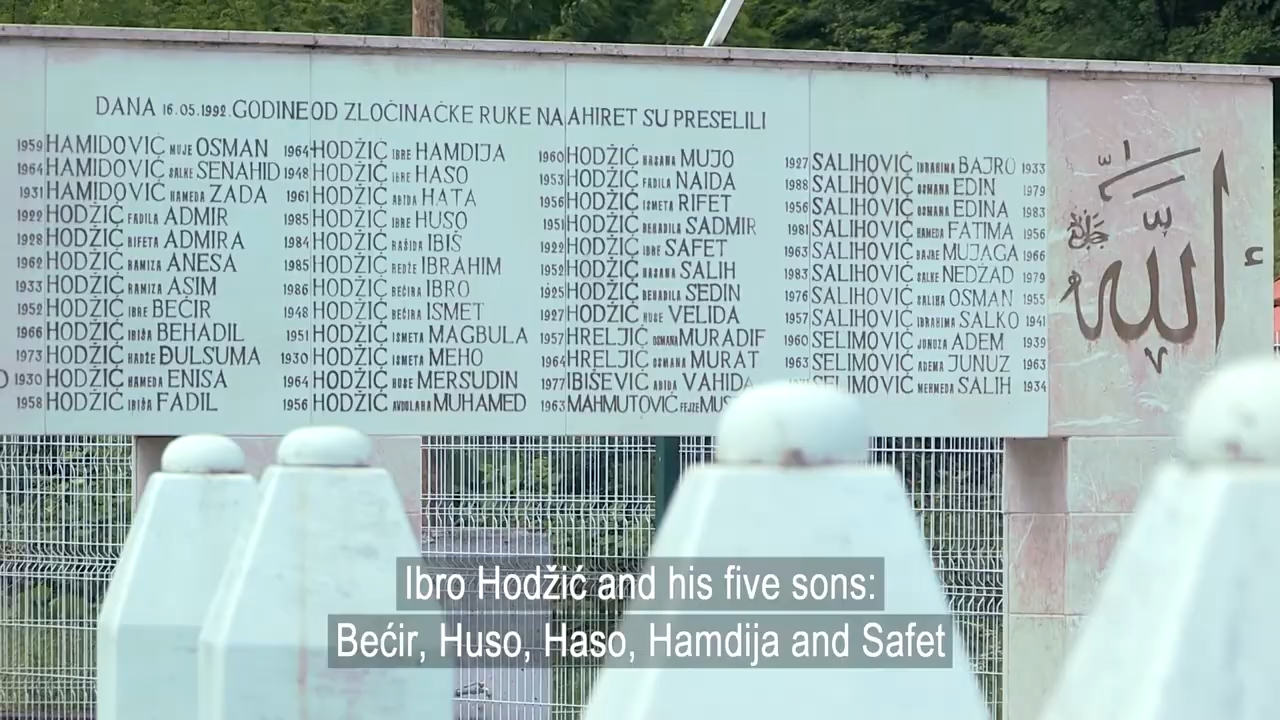 DANA 16.05.1992. GODINE OD ZLOČINAČKE RUKE NA AHIRET SU PRESELILI
1959
1964
1931
1922
1928
1962
1933
1952
1966
1973
1930
1958
HAMIDOVIĆ MUJE OSMAN 1964
HAMIDOVIĆ SALKE SENAHID 1948
HAMIDOVIĆ HAMEDA ZADA 1961
HODŽIĆ FADILA ADMIR 1985
HODŽIĆ RIFETA ADMIRA 1984
HODŽIĆ RAMIZA ANESA 1985
HODŽIĆ RAMIZA ASIM 1986
HODŽIĆ IBRE BEĆIR 1948
HODŽIĆ IBIŠA BEHADIL 1951
HODŽIĆ HADŽE ĐULSUMA 1930
HODŽIĆ HAMEDA ENISA 1964
HODŽIĆ IBIŠA FADIL 1956
HODŽIĆ IBRE HAMDIJA 1960
HODŽIĆ IBRE HASO 1953
HODŽIĆ ABIDA HATA 1956
HODŽIĆ IBRE HUSO 1951
HODŽIĆ RAŠIDA IBIŠ 1922
HODŽIĆ REDŽE IBRAHIM 1952
HODŽIĆ BEĆIRA IBRO 1925
HODŽIĆ BEĆIRA ISMET 1927
HODŽIĆ ISMETA MAGBULA 1957
HODŽIĆ ISMETA MEHO 1964
HODŽIĆ HUSE MERSUDIN 1977
HODŽIĆ AVDULAHA MUHAMED 1963
HODŽIĆ HASANA MUJO 1927
HODŽIĆ FADILA NAIDA 1988
HODŽIĆ ISMETA RIFET 1956
HODŽIĆ BEHADILA SADMIR 1981
HODŽIĆ IBRE SAFET 1963
HODŽIĆ HASANA SALIH 1983
HODŽIĆ BEHADILA SEDIN 1976
HODŽIĆ HUSE VELIDA 1957
HRELJIĆ OSMANA MURADIF 1960
HRELJIĆ OSMANA MURAT 1963
IBIŠEVIĆ ABIDA VAHIDA
MAHMUTOVIĆ FEJZE
SALIHOVIĆ IBRAHIMA BAJRO 1933
SALIHOVIĆ OSMANA EDIN 1979
SALIHOVIĆ OSMANA EDINA 1983
SALIHOVIĆ HAMEDA FATIMA 1956
SALIHOVIĆ BAJRE MUJAGA 1966
SALIHOVIĆ SALKE NEDŽAD 1979
SALIHOVIĆ SALIHA OSMAN 1955
SALIHOVIĆ IBRAHIMA SALKO 1941
SELIMOVIĆ JUNUZA ADEM 1939
SELIMOVIĆ ADEMA JUNUZ 1963
SELIMOVIĆ MEHMEDA SALIH 1934
الله
Ibro Hodžić and his five sons:
Bećir, Huso, Haso, Hamdija and Safet